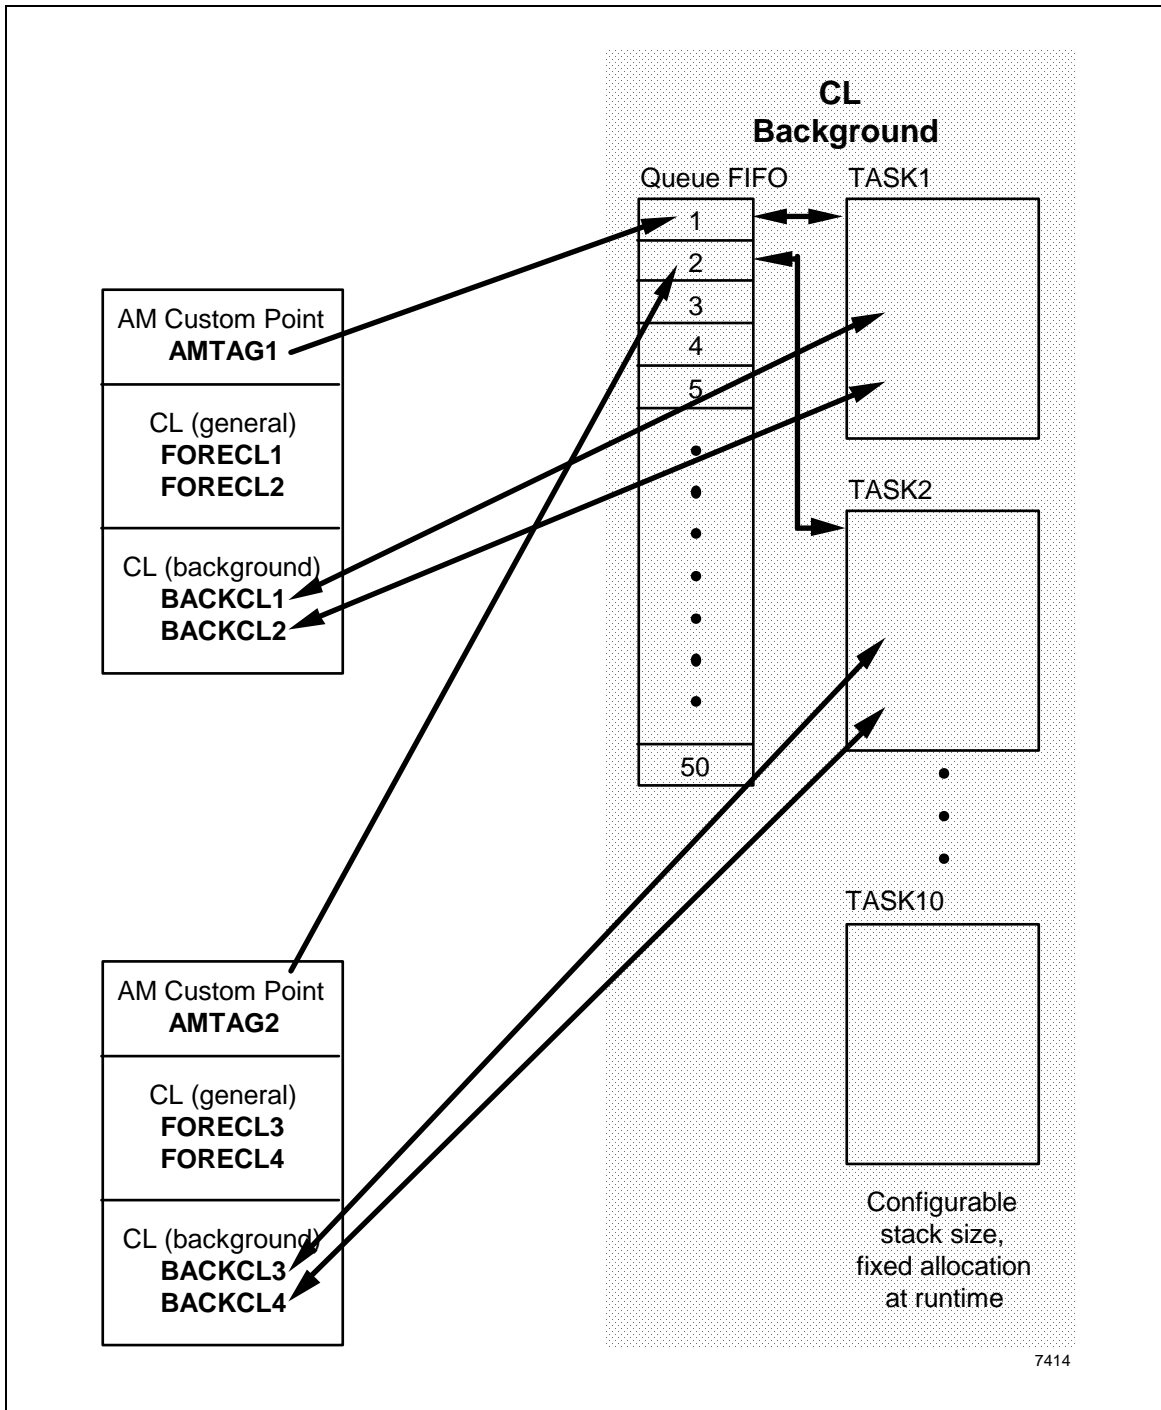 CL
Background
Queue FIFO
TASK1
1
2
3
4
5
50
TASK2
TASK10
Configurable
stack size,
fixed allocation
at runtime
AM Custom Point
AMTAG1
CL (general)
FORECL1
FORECL2
CL (background)
BACKCL1
BACKCL2
AM Custom Point
AMTAG2
CL (general)
FORECL3
FORECL4
CL (background)
BACKCL3
BACKCL4
7414